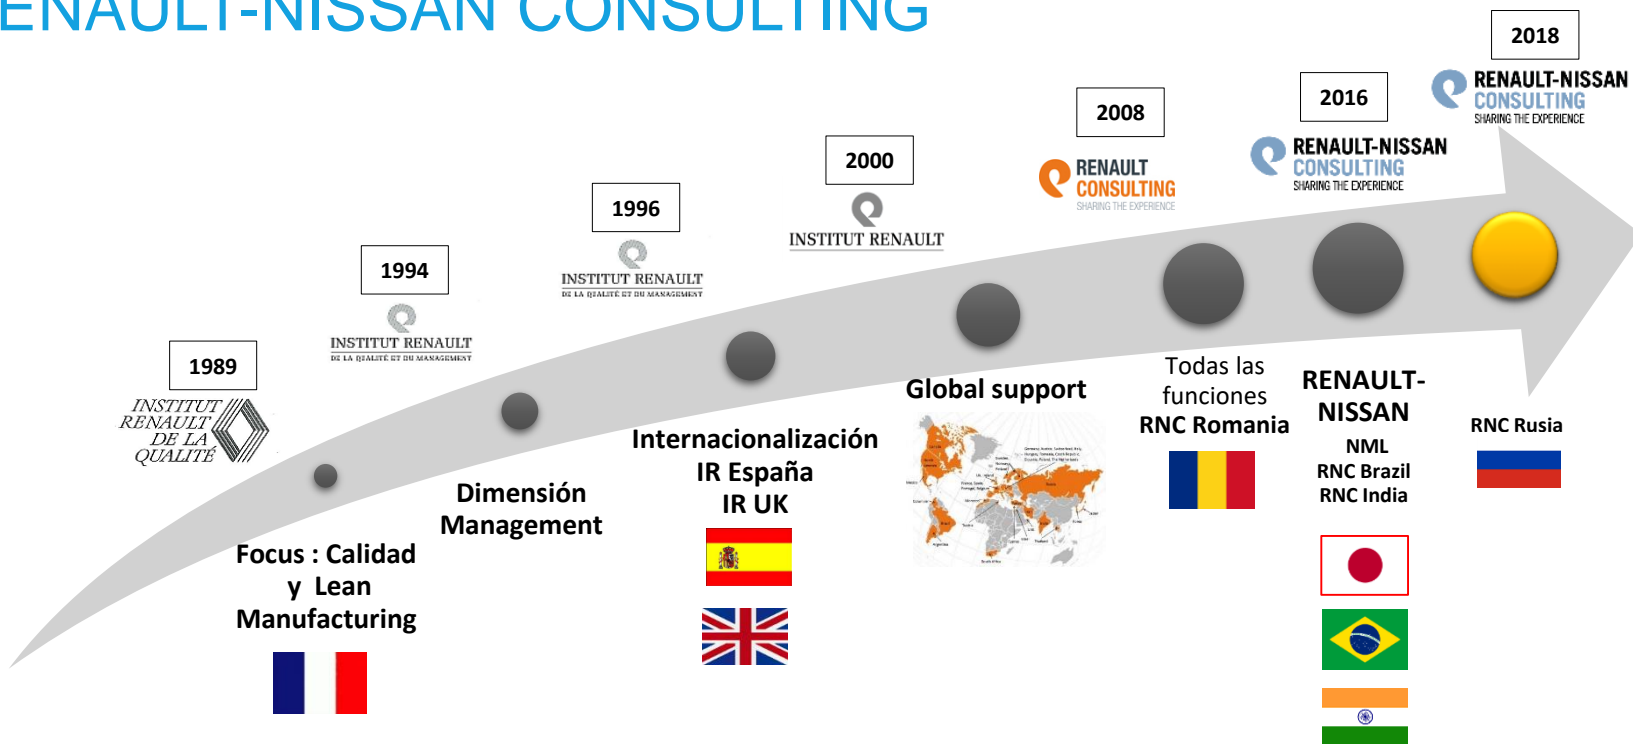 ENAULT-NISSAN CONSULTING
1989
INSTITUT
RENAULT
DE LA
QUALITÉ
Focus : Calidad
y Lean
Manufacturing
1994
INSTITUT RENAULT
DE LA QUALITÉ ET DU MANAGEMENT
Dimensión
Management
1996
INSTITUT RENAULT
DE LA QUALITÉ ET DU MANAGEMENT
Internacionalización
IR España
IR UK
2000
INSTITUT RENAULT
Global support
2008
RENAULT
CONSULTING
SHARING THE EXPERIENCE
Todas las
funciones
RNC Romania
2016
RENAULT-NISSAN
CONSULTING
SHARING THE EXPERIENCE
RENAULT-
NISSAN
NML
RNC Brazil
RNC India
2018
RENAULT-NISSAN
CONSULTING
SHARING THE EXPERIENCE
RNC Rusia